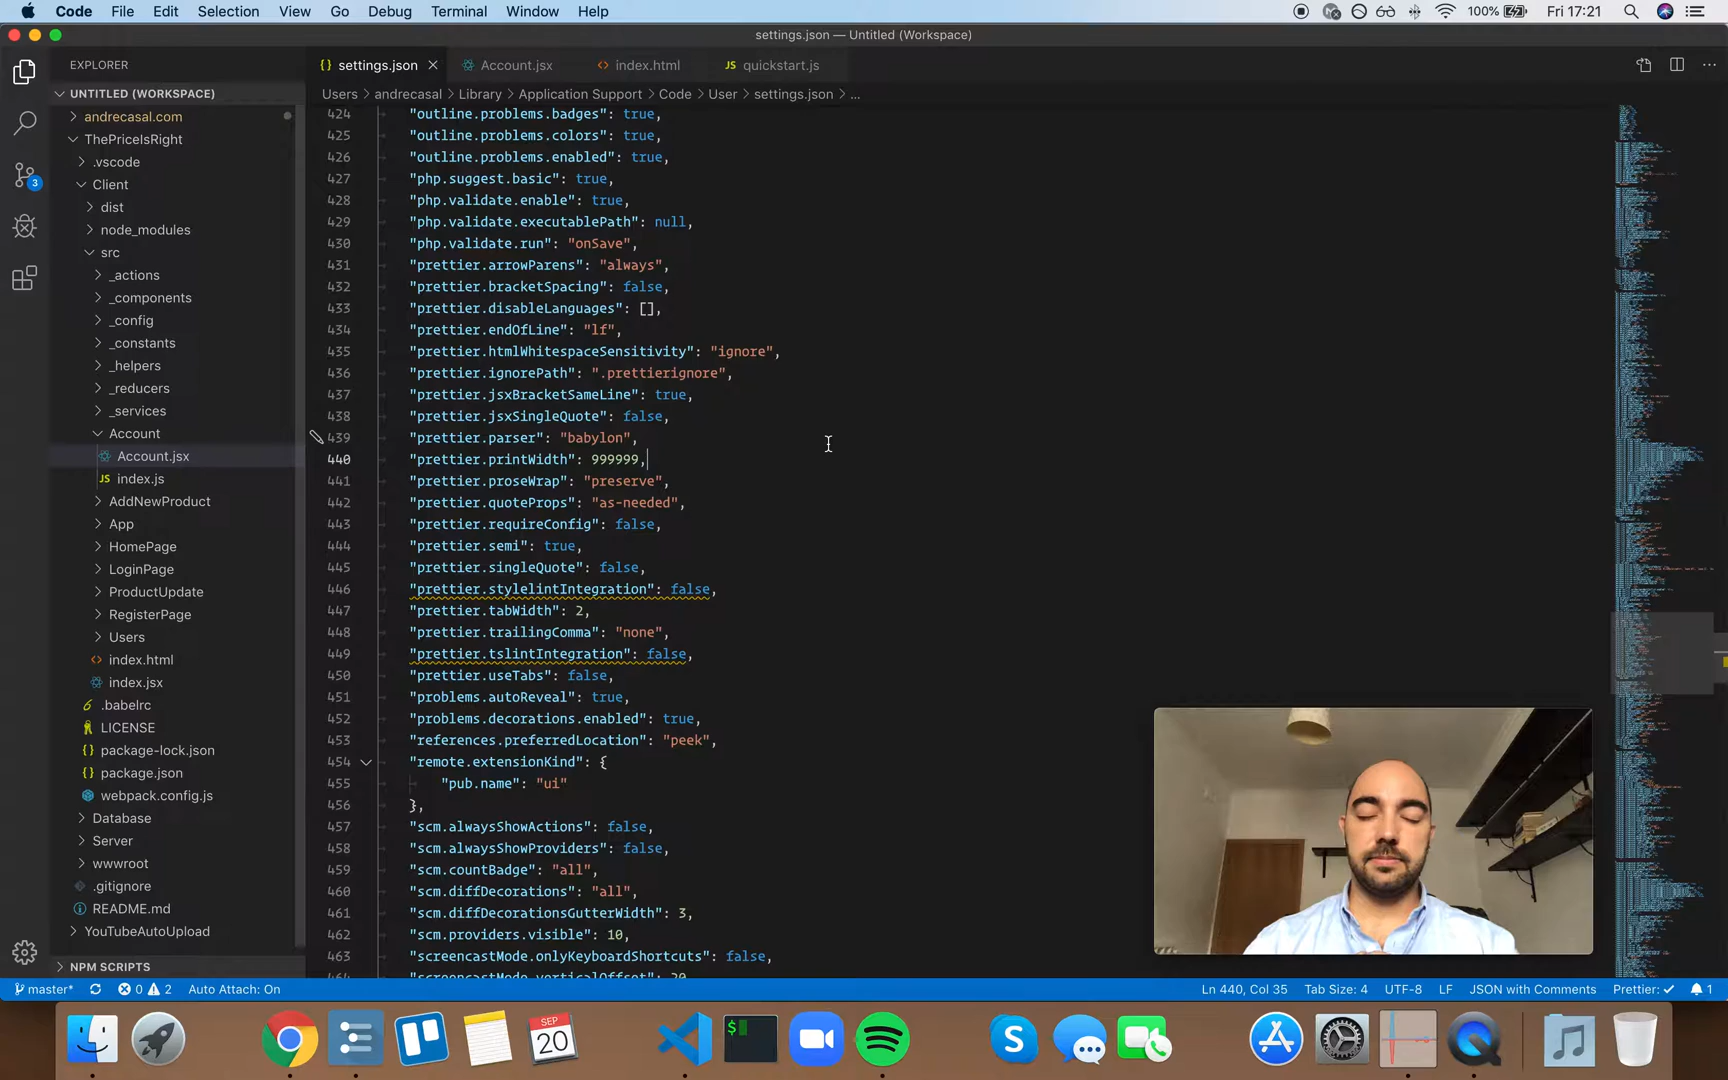 Code File Edit Selection View Go Debug Terminal Window Help
100% Fri 17:21
settings.json — Untitled (Workspace)
EXPLORER
{} settings.json
Account.jsx
<> index.html
JS quickstart.js
UNTITLED (WORKSPACE)
Users > andrecasal > Library > Application Support > Code > User > settings.json > ...
andrecasal.com
ThePriceIsRight
.vscode
Client
dist
node_modules
src
_actions
_components
_config
_constants
_helpers
_reducers
_services
Account
Account.jsx
JS index.js
AddNewProduct
App
HomePage
LoginPage
ProductUpdate
RegisterPage
Users
<> index.html
index.jsx
.babelrc
LICENSE
{} package-lock.json
{} package.json
webpack.config.js
Database
Server
wwwroot
.gitignore
README.md
YouTubeAutoUpload
NPM SCRIPTS
3
424 "outline.problems.badges": true,
425 "outline.problems.colors": true,
426 "outline.problems.enabled": true,
427 "php.suggest.basic": true,
428 "php.validate.enable": true,
429 "php.validate.executablePath": null,
430 "php.validate.run": "onSave",
431 "prettier.arrowParens": "always",
432 "prettier.bracketSpacing": false,
433 "prettier.disableLanguages": [],
434 "prettier.endOfLine": "lf",
435 "prettier.htmlWhitespaceSensitivity": "ignore",
436 "prettier.ignorePath": ".prettierignore",
437 "prettier.jsxBracketSameLine": true,
438 "prettier.jsxSingleQuote": false,
439 "prettier.parser": "babylon",
440 "prettier.printWidth": 999999,
441 "prettier.proseWrap": "preserve",
442 "prettier.quoteProps": "as-needed",
443 "prettier.requireConfig": false,
444 "prettier.semi": true,
445 "prettier.singleQuote": false,
446 "prettier.stylelintIntegration": false,
447 "prettier.tabWidth": 2,
448 "prettier.trailingComma": "none",
449 "prettier.tslintIntegration": false,
450 "prettier.useTabs": false,
451 "problems.autoReveal": true,
452 "problems.decorations.enabled": true,
453 "references.preferredLocation": "peek",
454 "remote.extensionKind": {
455 "pub.name": "ui"
456 },
457 "scm.alwaysShowActions": false,
458 "scm.alwaysShowProviders": false,
459 "scm.countBadge": "all",
460 "scm.diffDecorations": "all",
461 "scm.diffDecorationsGutterWidth": 3,
462 "scm.providers.visible": 10,
463 "screencastMode.onlyKeyboardShortcuts": false,
464 "screencastMode.verticalOffset": 20
master* 0 2 Auto Attach: On
Ln 440, Col 35 Tab Size: 4 UTF-8 LF JSON with Comments Prettier: ✓ 1
SEP
20
$